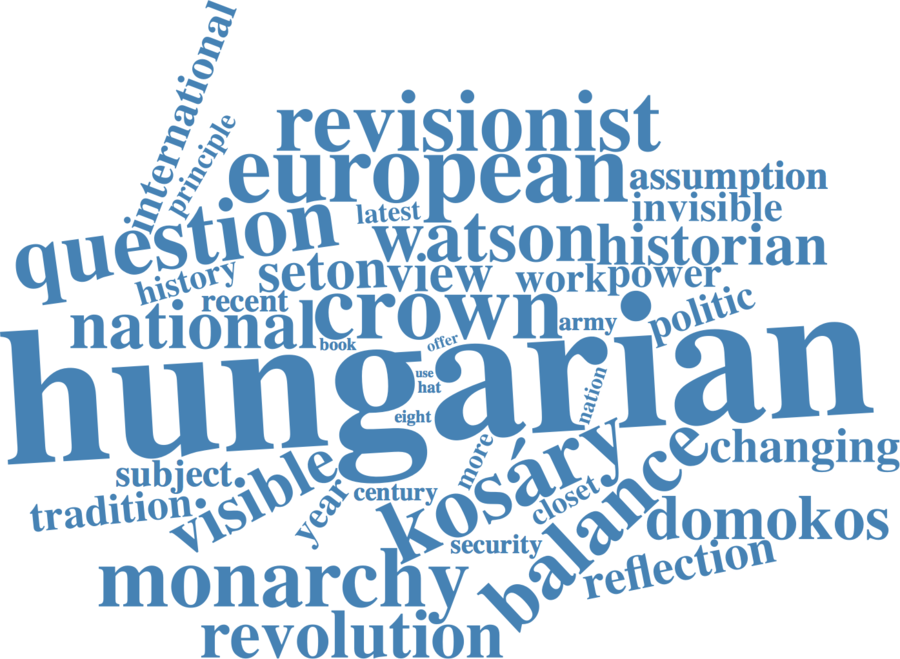 international
principle
revisionist
european
assumption
invisible
question
latest
watson
historian
history
seton
view
work
power
recent
national
crown
army
politic
book
offer
hungarian
use
hat
eight
nation
subject
visible
tradition
year
century
more
kosáry
closet
balance
changing
security
domokos
reflection
monarchy
revolution